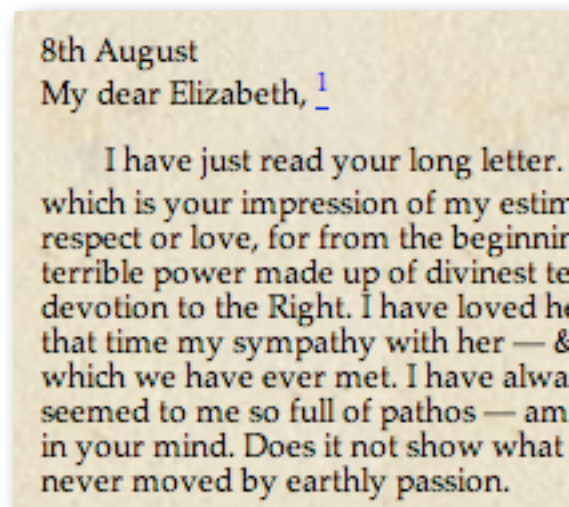 8th August
My dear Elizabeth, 1
I have just read your long letter.
which is your impression of my estim
respect or love, for from the beginnin
terrible power made up of divinest te
devotion to the Right. I have loved he
that time my sympathy with her — &
which we have ever met. I have alwa
seemed to me so full of pathos — am
in your mind. Does it not show what
never moved by earthly passion.